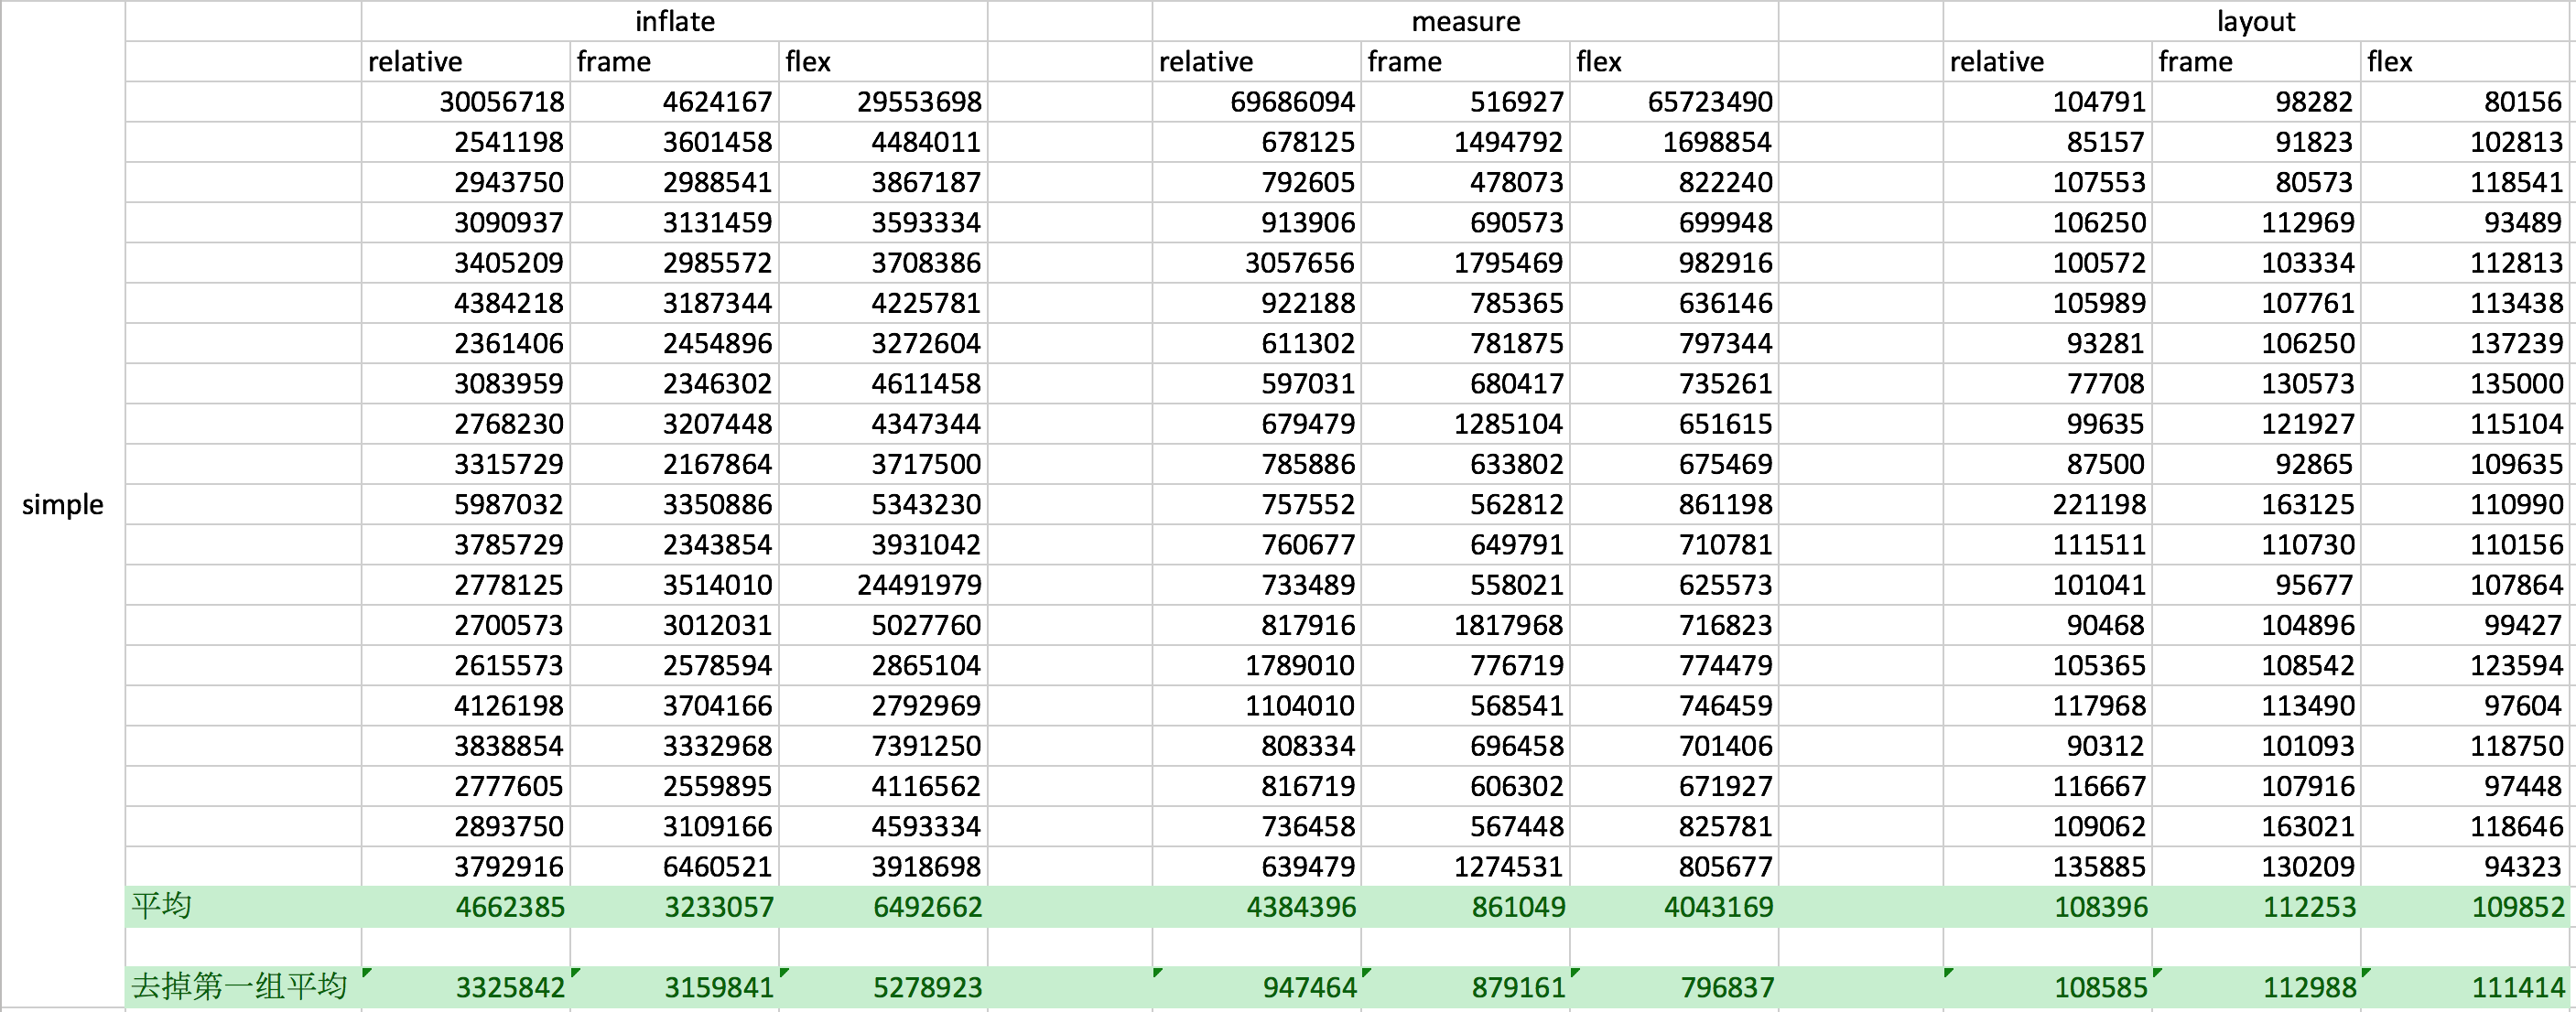 inflate measure layout
relative frame flex relative frame flex relative frame flex
30056718 4624167 29553698 69686094 516927 65723490 104791 98282 80156
2541198 3601458 4484011 678125 1494792 1698854 85157 91823 102813
2943750 2988541 3867187 792605 478073 822240 107553 80573 118541
3090937 3131459 3593334 913906 690573 699948 106250 112969 93489
3405209 2985572 3708386 3057656 1795469 982916 100572 103334 112813
4384218 3187344 4225781 922188 785365 636146 105989 107761 113438
2361406 2454896 3272604 611302 781875 797344 93281 106250 137239
3083959 2346302 4611458 597031 680417 735261 77708 130573 135000
2768230 3207448 4347344 679479 1285104 651615 99635 121927 115104
3315729 2167864 3717500 785886 633802 675469 87500 92865 109635
simple 5987032 3350886 5343230 757552 562812 861198 221198 163125 110990
3785729 2343854 3931042 760677 649791 710781 111511 110730 110156
2778125 3514010 24491979 733489 558021 625573 101041 95677 107864
2700573 3012031 5027760 817916 1817968 716823 90468 104896 99427
2615573 2578594 2865104 1789010 776719 774479 105365 108542 123594
4126198 3704166 2792969 1104010 568541 746459 117968 113490 97604
3838854 3332968 7391250 808334 696458 701406 90312 101093 118750
2777605 2559895 4116562 816719 606302 671927 116667 107916 97448
2893750 3109166 4593334 736458 567448 825781 109062 163021 118646
3792916 6460521 3918698 639479 1274531 805677 135885 130209 94323
平均 4662385 3233057 6492662 4384396 861049 4043169 108396 112253 109852
去掉第一组平均 3325842 3159841 5278923 947464 879161 796837 108585 112988 111414